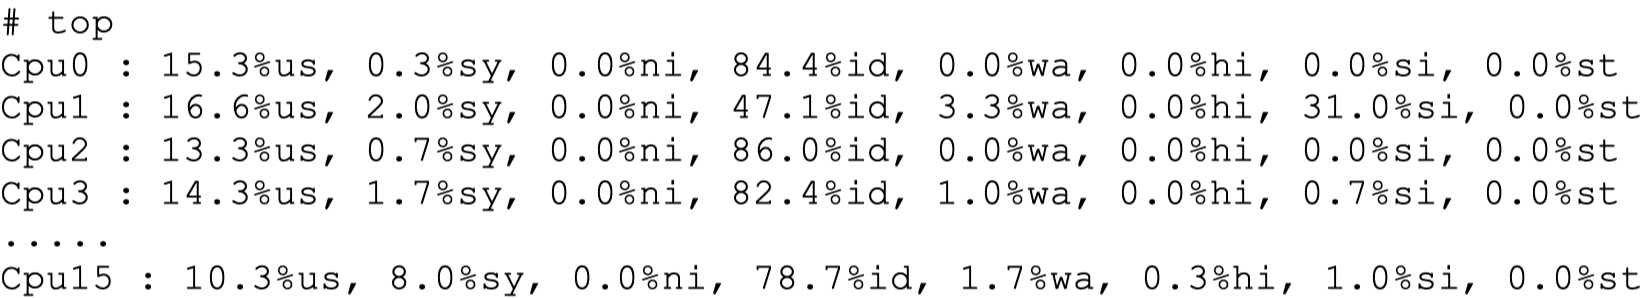 # top
Cpu0 : 15.3%us, 0.3%sy, 0.0%ni, 84.4%id, 0.0%wa, 0.0%hi, 0.0%si, 0.0%st
Cpu1 : 16.6%us, 2.0%sy, 0.0%ni, 47.1%id, 3.3%wa, 0.0%hi, 31.0%si, 0.0%st
Cpu2 : 13.3%us, 0.7%sy, 0.0%ni, 86.0%id, 0.0%wa, 0.0%hi, 0.0%si, 0.0%st
Cpu3 : 14.3%us, 1.7%sy, 0.0%ni, 82.4%id, 1.0%wa, 0.0%hi, 0.7%si, 0.0%st
.....
Cpu15 : 10.3%us, 8.0%sy, 0.0%ni, 78.7%id, 1.7%wa, 0.3%hi, 1.0%si, 0.0%st